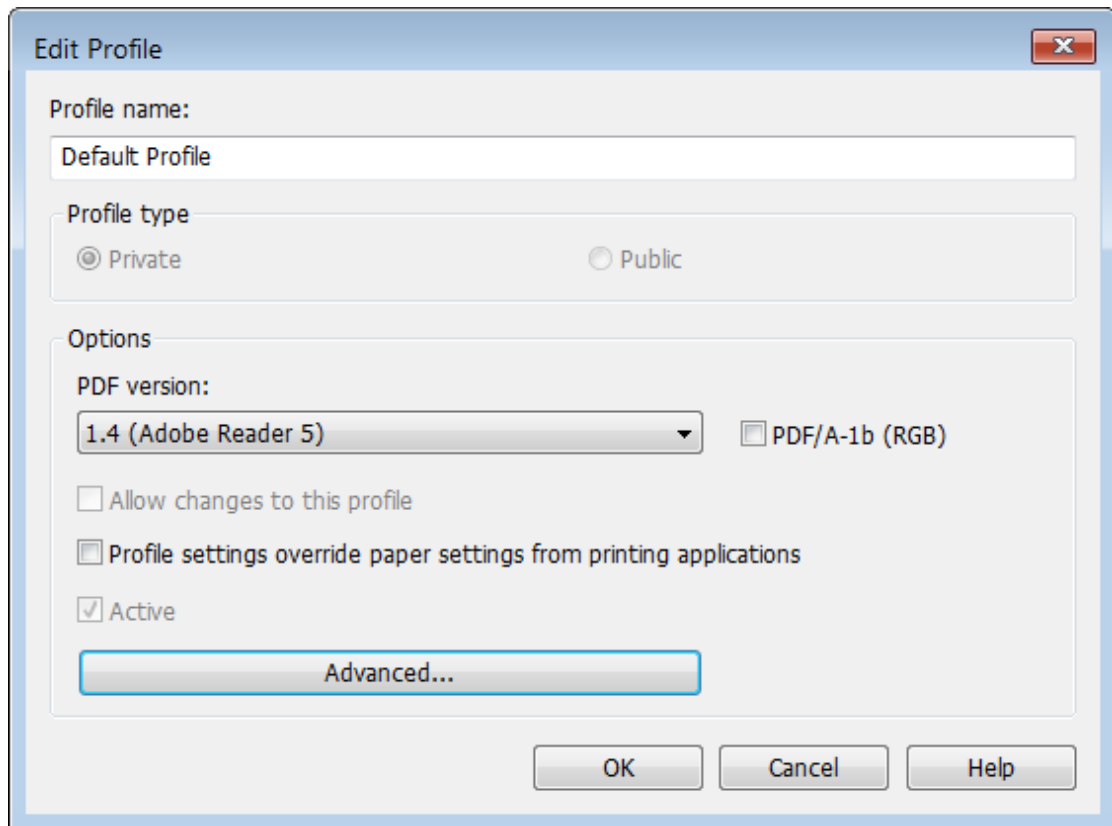 Edit Profile
Profile name:
Default Profile
Profile type
Private Public
Options
PDF version:
1.4 (Adobe Reader 5) PDF/A-1b (RGB)
Allow changes to this profile
Profile settings override paper settings from printing applications
Active
Advanced...
OK Cancel Help